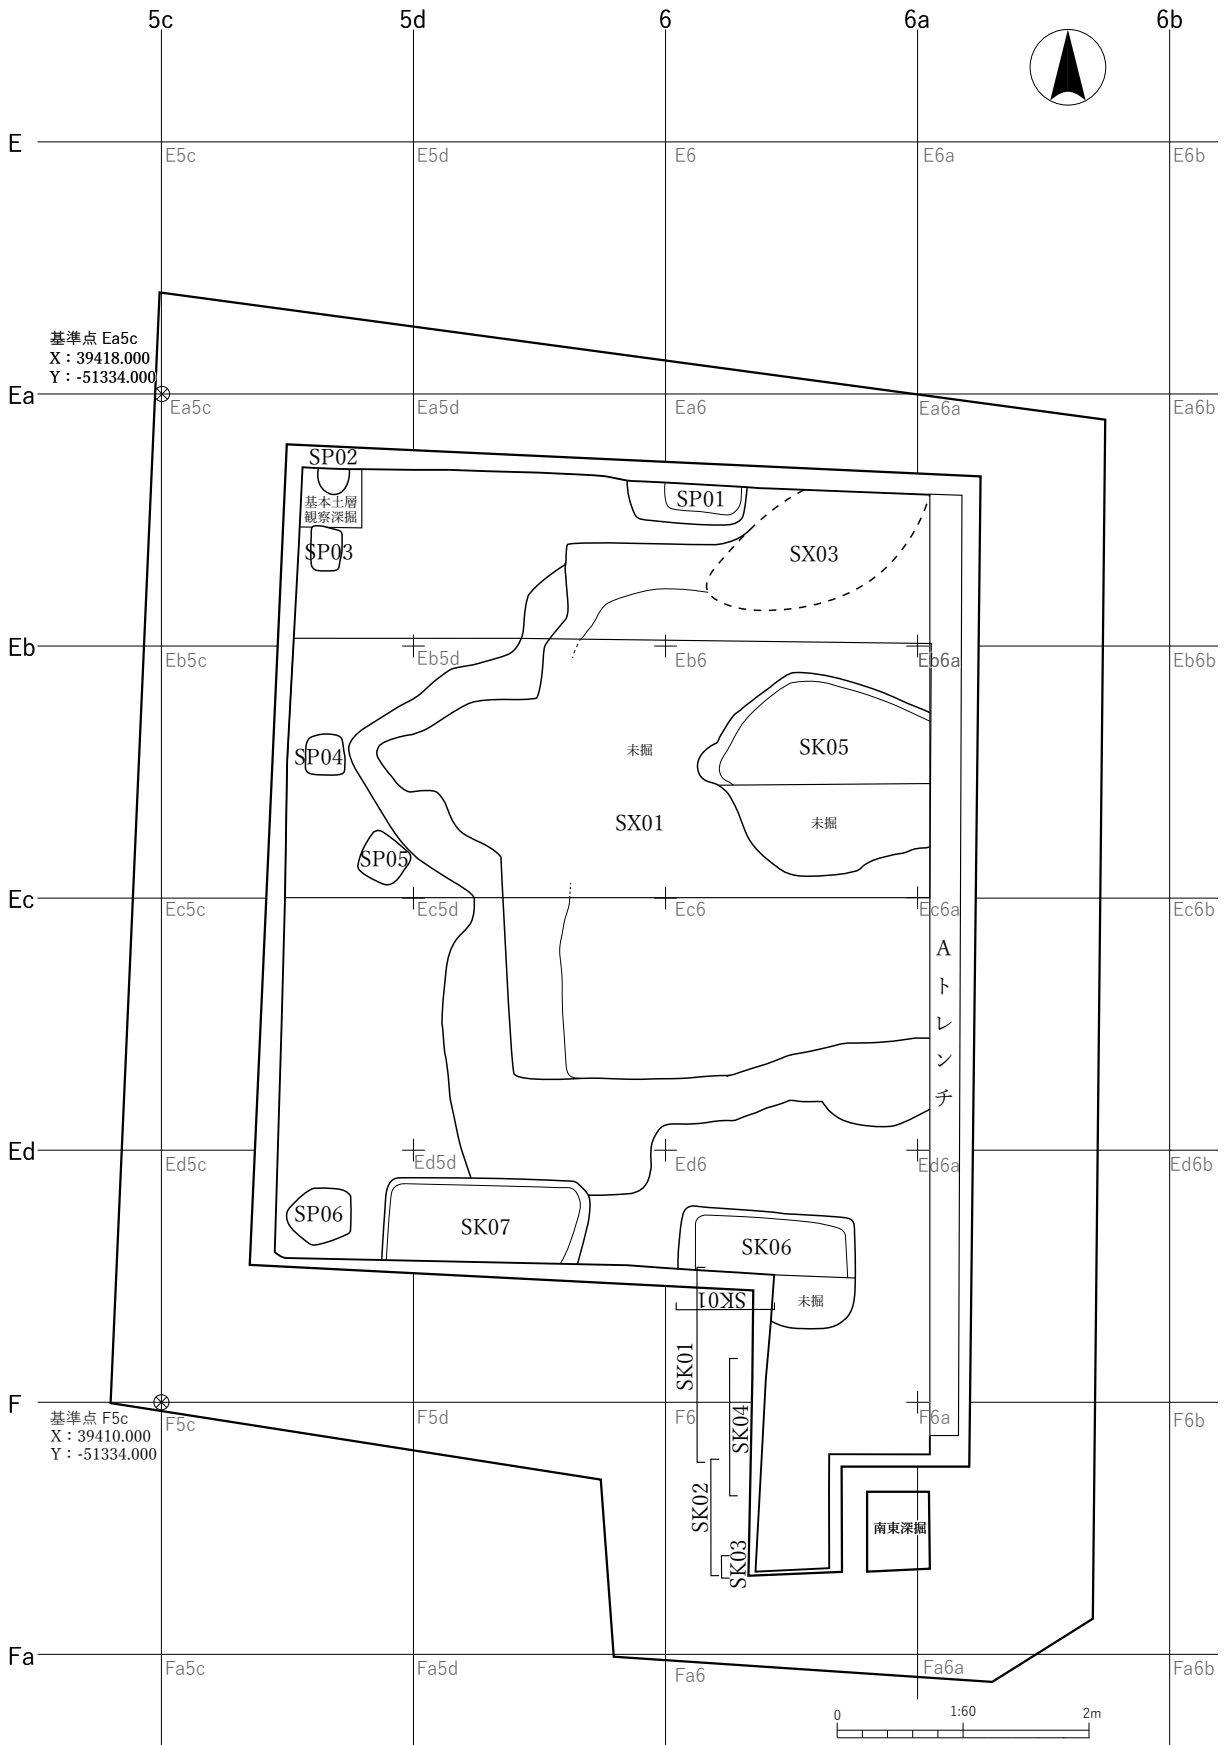 5c 5d 6 6a 6b
E
E5c E5d E6 E6a E6b
基準点 Ea5c
X：39418.000
Y：-51334.000
Ea
Ea5c Ea5d Ea6 Ea6a Ea6b
SP02
基本土層
観察深掘
SP01
SP03
SX03
Eb
Eb5c Eb5d Eb6 Eb6a Eb6b
SP04
未掘
SK05
SX01
未掘
SP05
Ec
Ec5c Ec5d Ec6 Ec6a Ec6b
Aトレンチ
Ed
Ed5c Ed5d Ed6 Ed6a Ed6b
SP06
SK07
SK06
SK01
未掘
SK01
F
F5c F5d F6 F6a F6b
基準点 F5c
X：39410.000
Y：-51334.000
SK04
SK02
SK03
南東深掘
Fa
Fa5c Fa5d Fa6 Fa6a Fa6b
0 1:60 2m